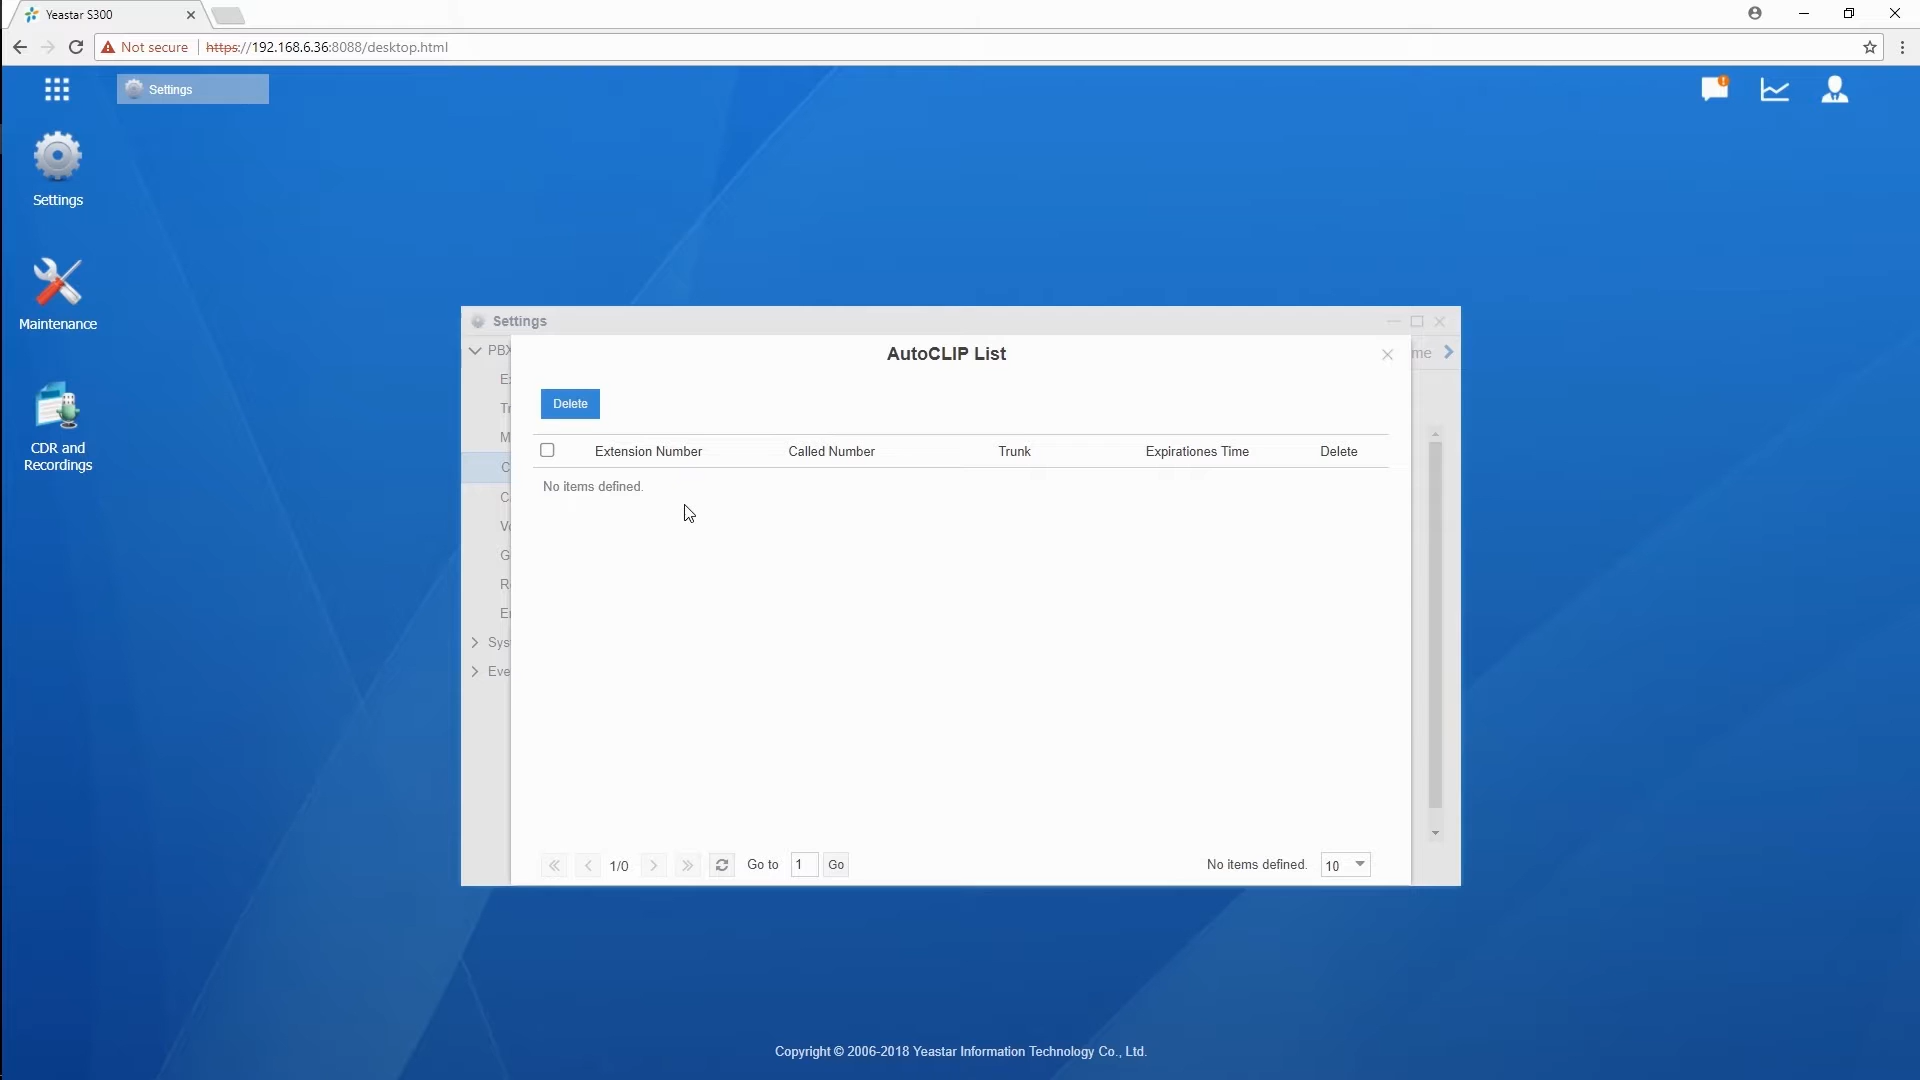 Yeastar S300
Not secure https://192.168.6.36:8088/desktop.html
Settings
Settings
Maintenance
CDR and
Recordings
Settings
PBX
me
AutoCLIP List
Delete
Extension Number Called Number Trunk Expirationes Time Delete
No items defined.
Sys
Eve
1/0 Go to 1 Go No items defined. 10
Copyright © 2006-2018 Yeastar Information Technology Co., Ltd.